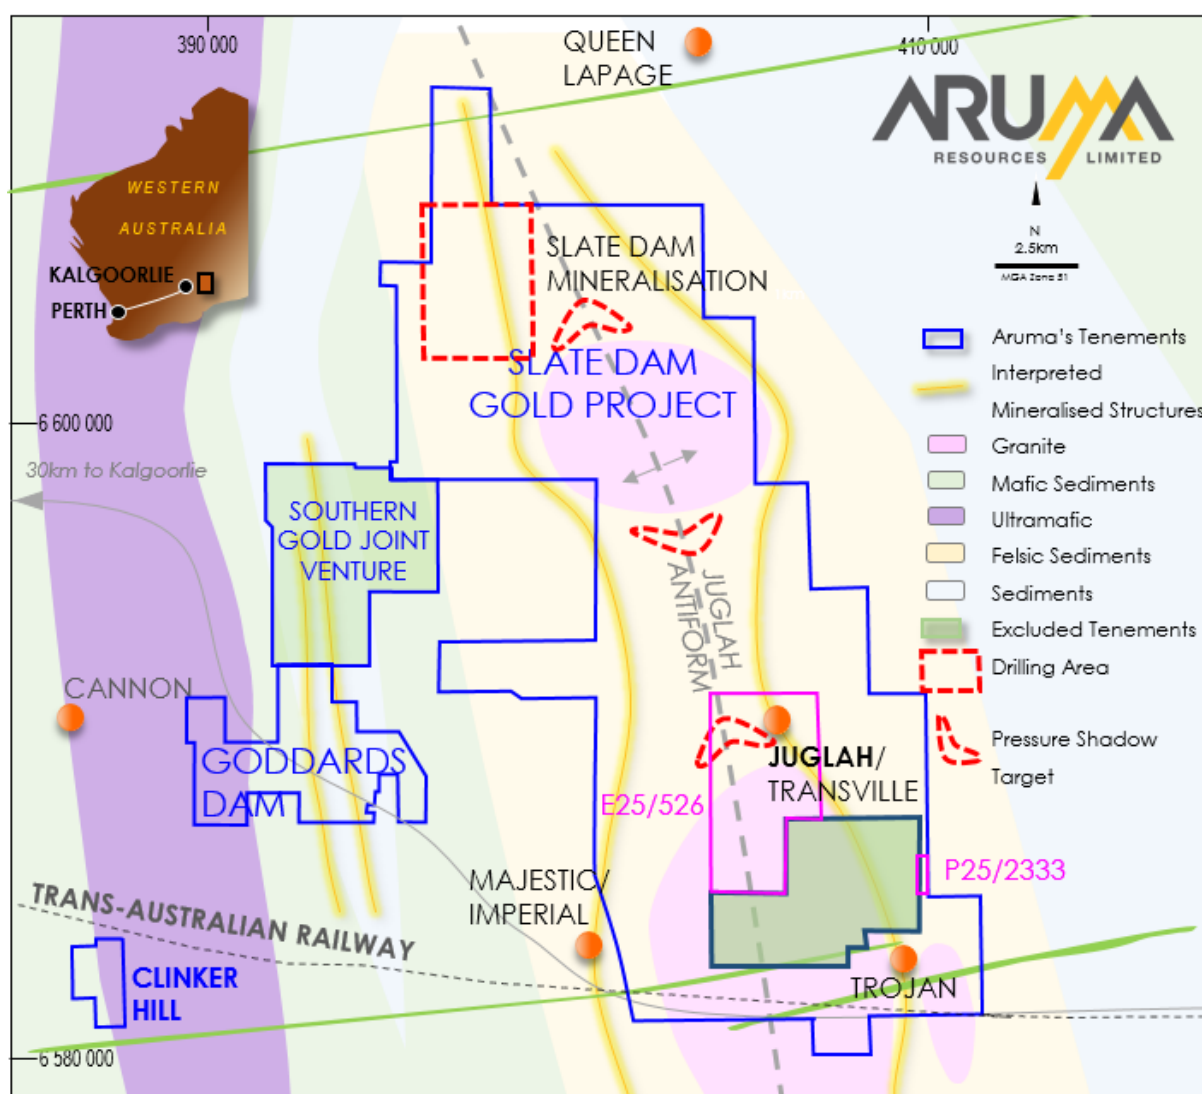 390 000
QUEEN
LAPAGE
410 000
ARUMA
RESOURCES LIMITED
WESTERN
AUSTRALIA
KALGOORLIE
PERTH
N
2.5km
MGA Zone 51
SLATE DAM
MINERALISATION
SLATE DAM
GOLD PROJECT
6 600 000
30km to Kalgoorlie
SOUTHERN
GOLD JOINT
VENTURE
JUGLAH
ANTIFORM
CANNON
GODDARDS
DAM
JUGLAH/
TRANSVILLE
E25/526
P25/2333
MAJESTIC/
IMPERIAL
TRANS-AUSTRALIAN RAILWAY
CLINKER
HILL
TROJAN
6 580 000
Aruma's Tenements
Interpreted
Mineralised Structures
Granite
Mafic Sediments
Ultramafic
Felsic Sediments
Sediments
Excluded Tenements
Drilling Area
Pressure Shadow
Target